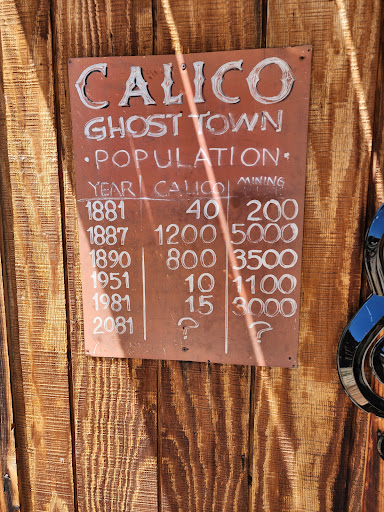 CALICO
GHOST TOWN
• POPULATION •
YEAR CALICO MINING
1881 40 200
1887 1200 5000
1890 800 3500
1951 10 1100
1981 15 3000
2081 ? ?